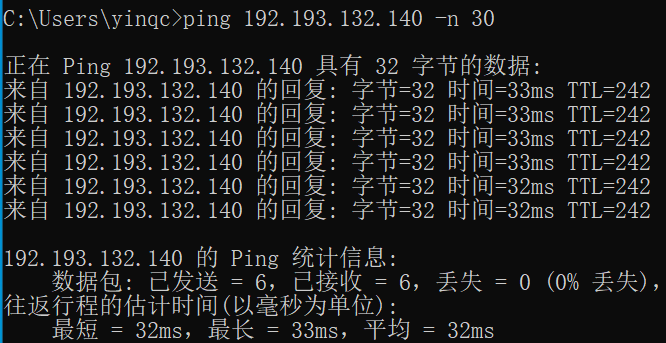 C:\Users\yinqc>ping 192.193.132.140 -n 30
正在 Ping 192.193.132.140 具有 32 字节的数据:
来自 192.193.132.140 的回复: 字节=32 时间=33ms TTL=242
来自 192.193.132.140 的回复: 字节=32 时间=33ms TTL=242
来自 192.193.132.140 的回复: 字节=32 时间=33ms TTL=242
来自 192.193.132.140 的回复: 字节=32 时间=33ms TTL=242
来自 192.193.132.140 的回复: 字节=32 时间=32ms TTL=242
来自 192.193.132.140 的回复: 字节=32 时间=32ms TTL=242
192.193.132.140 的 Ping 统计信息:
数据包: 已发送 = 6，已接收 = 6，丢失 = 0 (0% 丢失)，
往返行程的估计时间(以毫秒为单位):
最短 = 32ms，最长 = 33ms，平均 = 32ms